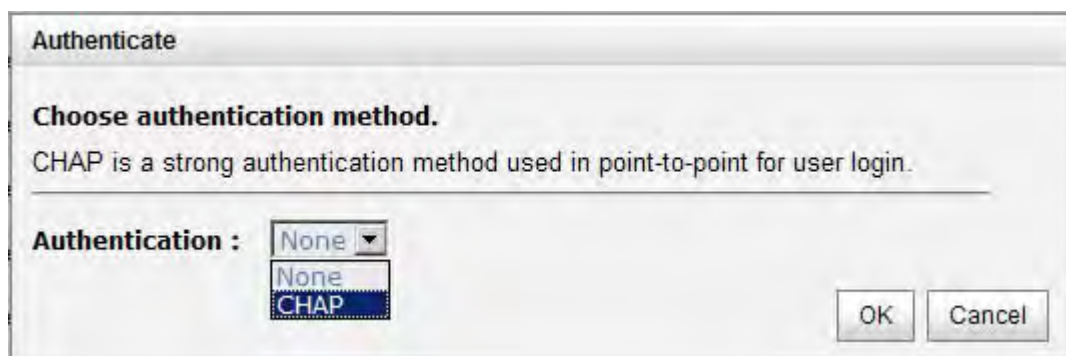 Authenticate
Choose authentication method.
CHAP is a strong authentication method used in point-to-point for user login.
Authentication : None
None
CHAP
OK Cancel